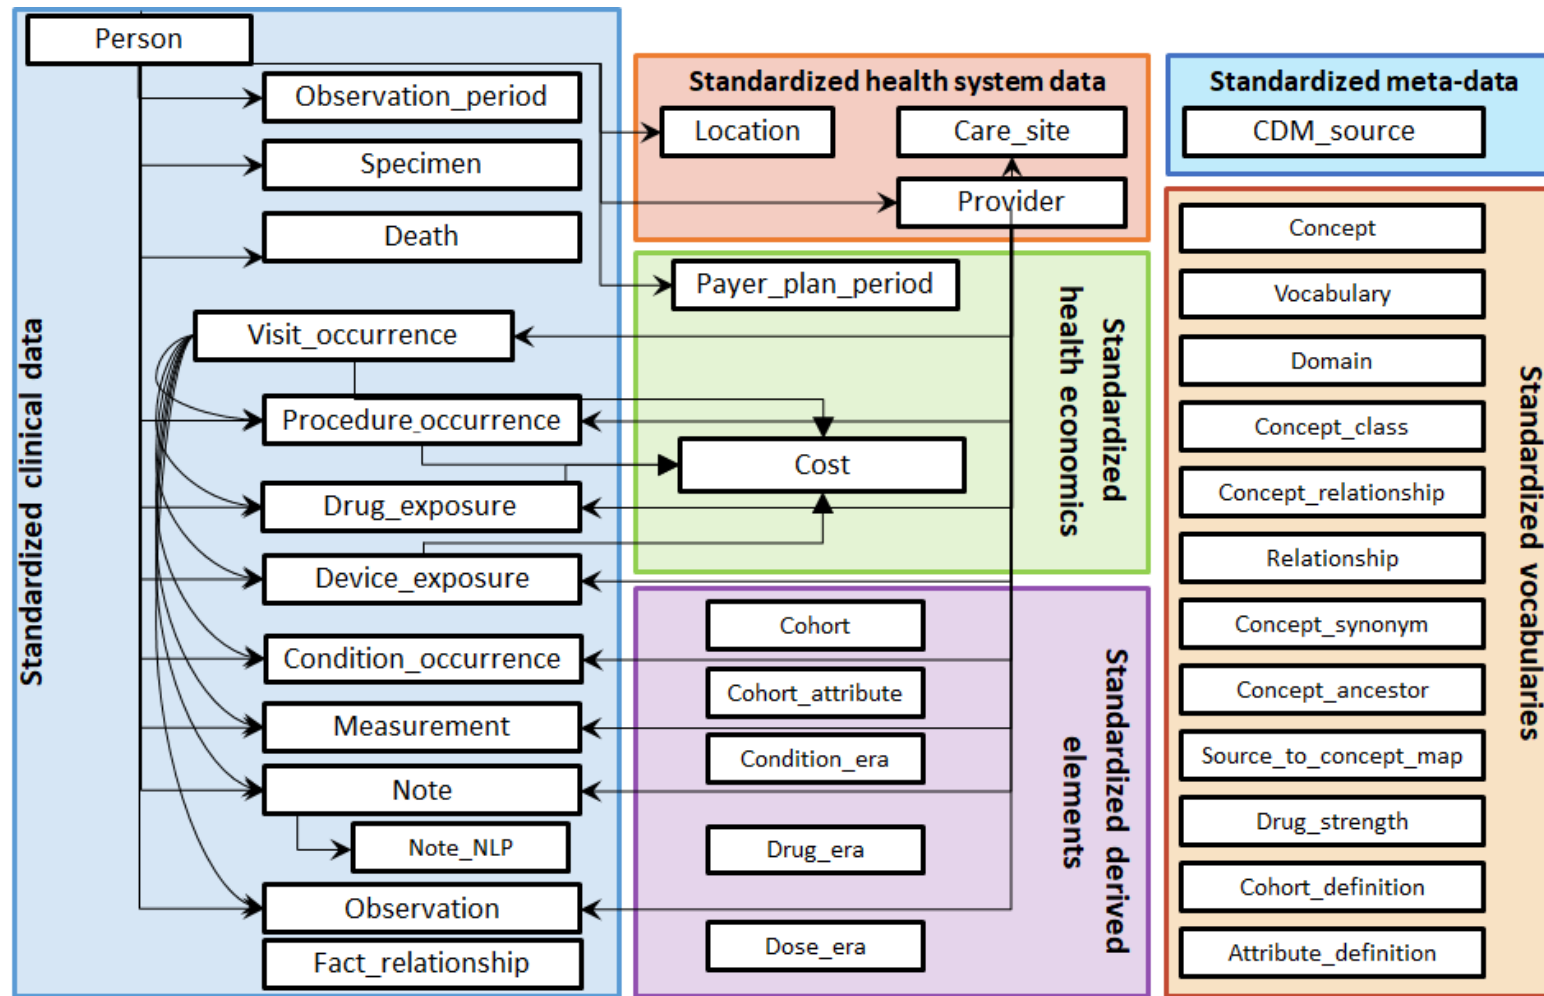 Person
Observation_period
Specimen
Death
Visit_occurrence
Procedure_occurrence
Drug_exposure
Device_exposure
Condition_occurrence
Measurement
Note
Note_NLP
Observation
Fact_relationship
Standardized clinical data
Standardized health system data
Location
Care_site
Provider
Payer_plan_period
Cost
Standardized
health economics
Cohort
Cohort_attribute
Condition_era
Drug_era
Dose_era
Standardized derived
elements
Standardized meta-data
CDM_source
Concept
Vocabulary
Domain
Concept_class
Concept_relationship
Relationship
Concept_synonym
Concept_ancestor
Source_to_concept_map
Drug_strength
Cohort_definition
Attribute_definition
Standardized vocabularies